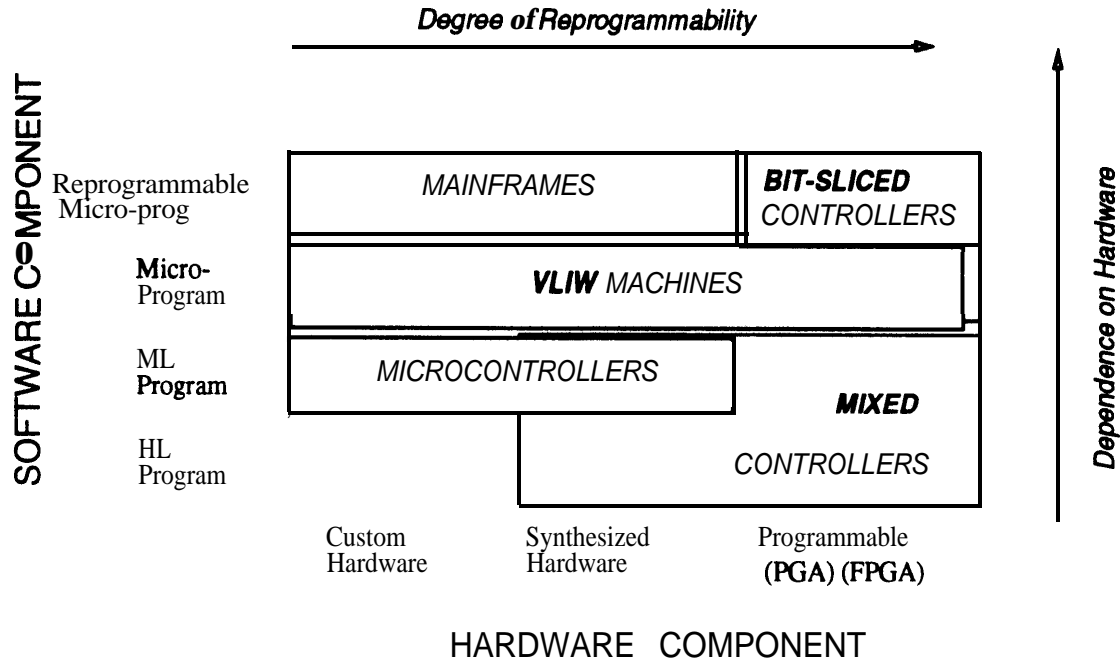 Degree of Reprogrammability
SOFTWARE COMPONENT
Reprogrammable
Micro-prog
MAINFRAMES
BIT-SLICED
CONTROLLERS
Micro-
Program
VLIW MACHINES
ML
Program
MICROCONTROLLERS
MIXED
HL
Program
CONTROLLERS
Dependence on Hardware
Custom
Hardware
Synthesized
Hardware
Programmable
(PGA) (FPGA)
HARDWARE COMPONENT